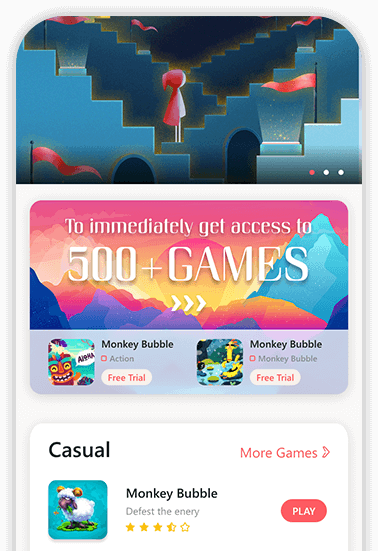 To immediately get access to
500+GAMES
Monkey Bubble
Action
Free Trial
Monkey Bubble
Monkey Bubble
Free Trial
ALOHA
Casual
More Games
Monkey Bubble
Defest the enery
PLAY